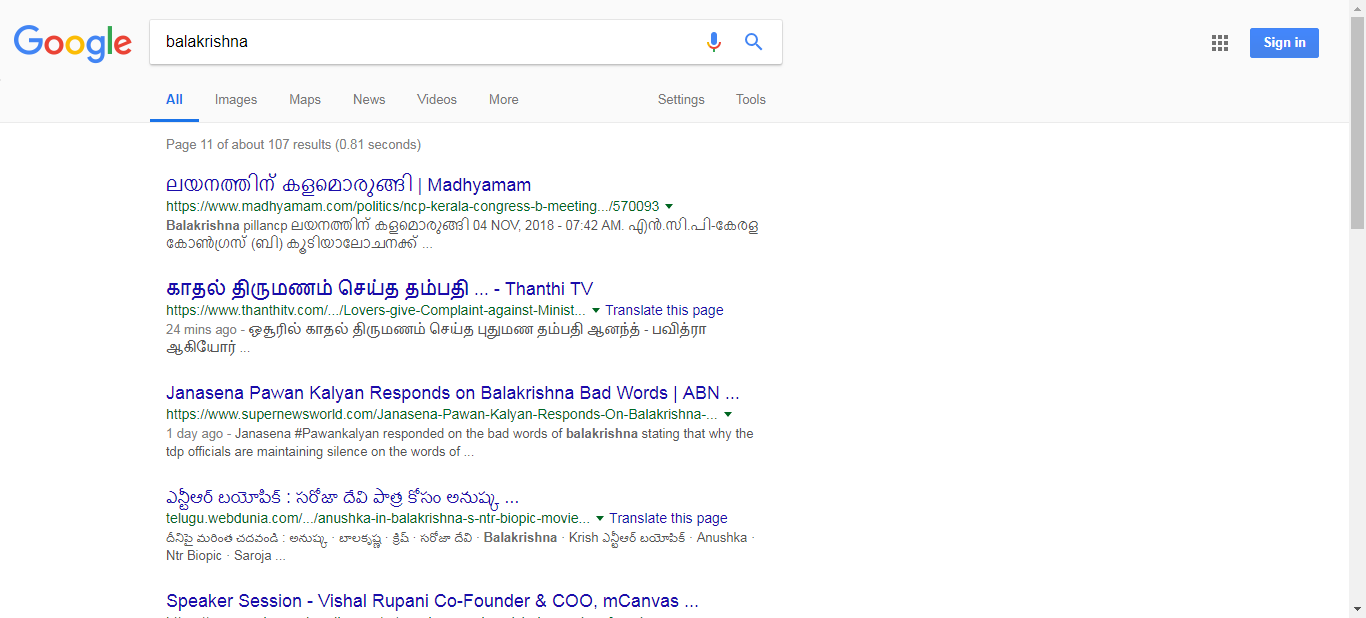 Google
balakrishna
Sign in
All Images Maps News Videos More Settings Tools
Page 11 of about 107 results (0.81 seconds)
ലയനത്തിന് കളമൊരുങ്ങി | Madhyamam
https://www.madhyamam.com/politics/ncp-kerala-congress-b-meeting.../570093
Balakrishna pillancp ലയനത്തിന് കളമൊരുങ്ങി 04 NOV, 2018 - 07:42 AM. എൻ.സി.പി-കേരള
കോൺഗ്രസ് (ബി) കൂടിയാലോചനക്ക് ...
காதல் திருமணம் செய்த தம்பதி ... - Thanthi TV
https://www.thanthitv.com/.../Lovers-give-Complaint-against-Minist... Translate this page
24 mins ago - ஒசூரில் காதல் திருமணம் செய்த புதுமண தம்பதி ஆனந்த் - பவித்ரா
ஆகியோர் ...
Janasena Pawan Kalyan Responds on Balakrishna Bad Words | ABN ...
https://www.supernewsworld.com/Janasena-Pawan-Kalyan-Responds-On-Balakrishna-...
1 day ago - Janasena #Pawankalyan responded on the bad words of balakrishna stating that why the
tdp officials are maintaining silence on the words of ...
ఎన్టీఆర్ బయోపిక్ : సరోజా దేవి పాత్ర కోసం అనుష్క ...
telugu.webdunia.com/.../anushka-in-balakrishna-s-ntr-biopic-movie... Translate this page
దీనిపై మరింత చదవండి : అనుష్క · బాలకృష్ణ · క్రిష్ · సరోజా దేవి · Balakrishna · Krish ఎన్టీఆర్ బయోపిక్ · Anushka ·
Ntr Biopic · Saroja ...
Speaker Session - Vishal Rupani Co-Founder & COO, mCanvas ...